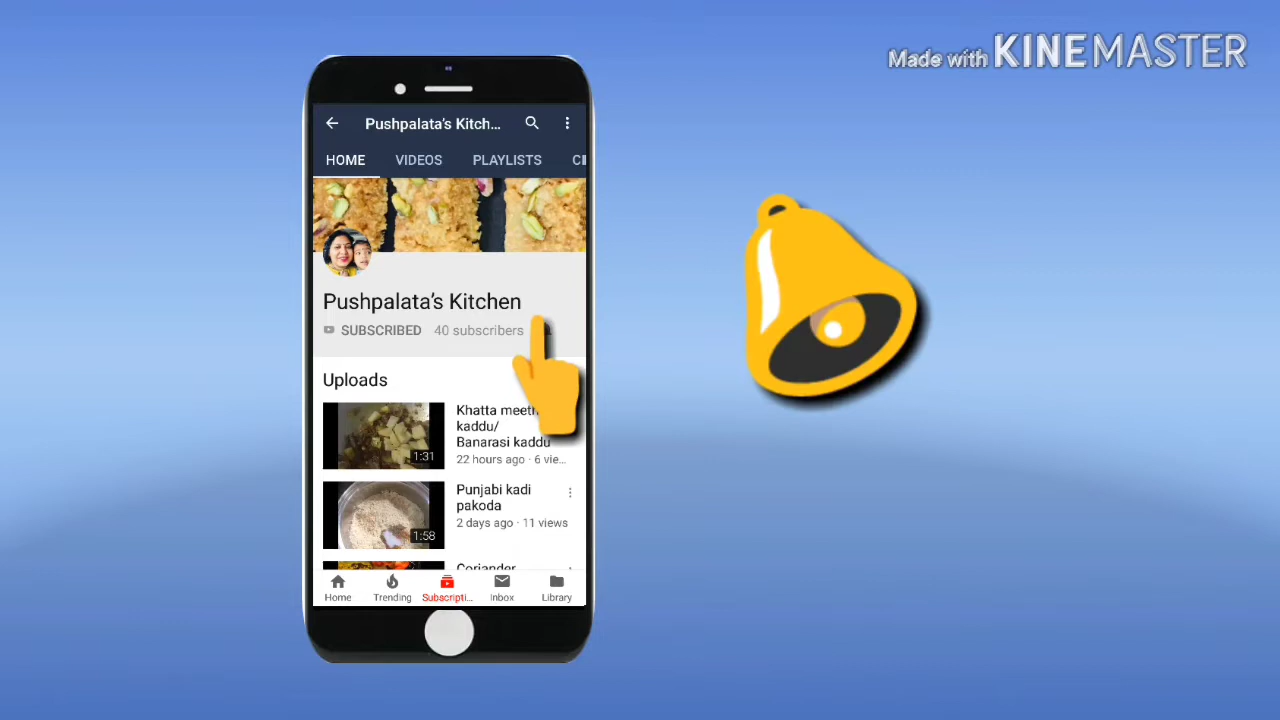 Made with KINEMASTER
Pushpalata's Kitch...
HOME VIDEOS PLAYLISTS
Pushpalata's Kitchen
SUBSCRIBED 40 subscribers
Uploads
Khatta meeth
kaddu/
Banarasi kaddu
22 hours ago · 6 vie...
1:31
Punjabi kadi
pakoda
2 days ago · 11 views
1:58
Coriander
Home Trending Subscripti... Inbox Library